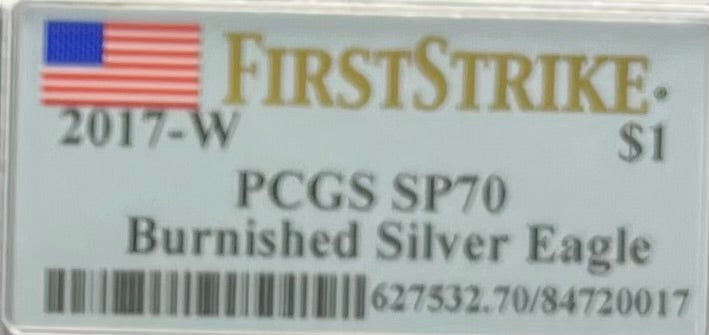 FIRSTSTRIKE®
2017-W $1
PCGS SP70
Burnished Silver Eagle
627532.70/84720017